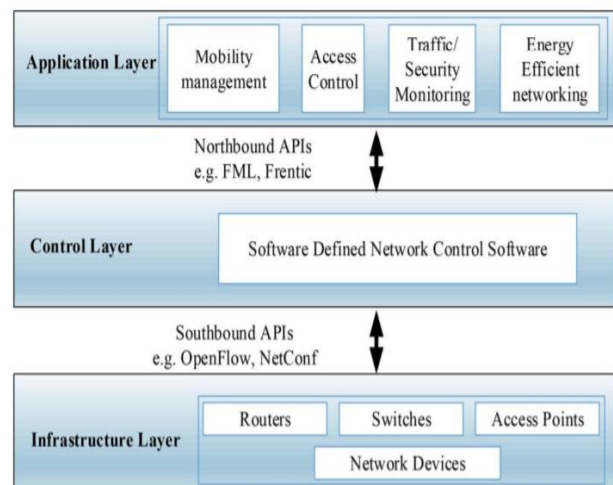 Application Layer
Mobility
management
Access
Control
Traffic/
Security
Monitoring
Energy
Efficient
networking
Northbound APIs
e.g. FML, Frentic
Control Layer
Software Defined Network Control Software
Southbound APIs
e.g. OpenFlow, NetConf
Infrastructure Layer
Routers
Switches
Access Points
Network Devices